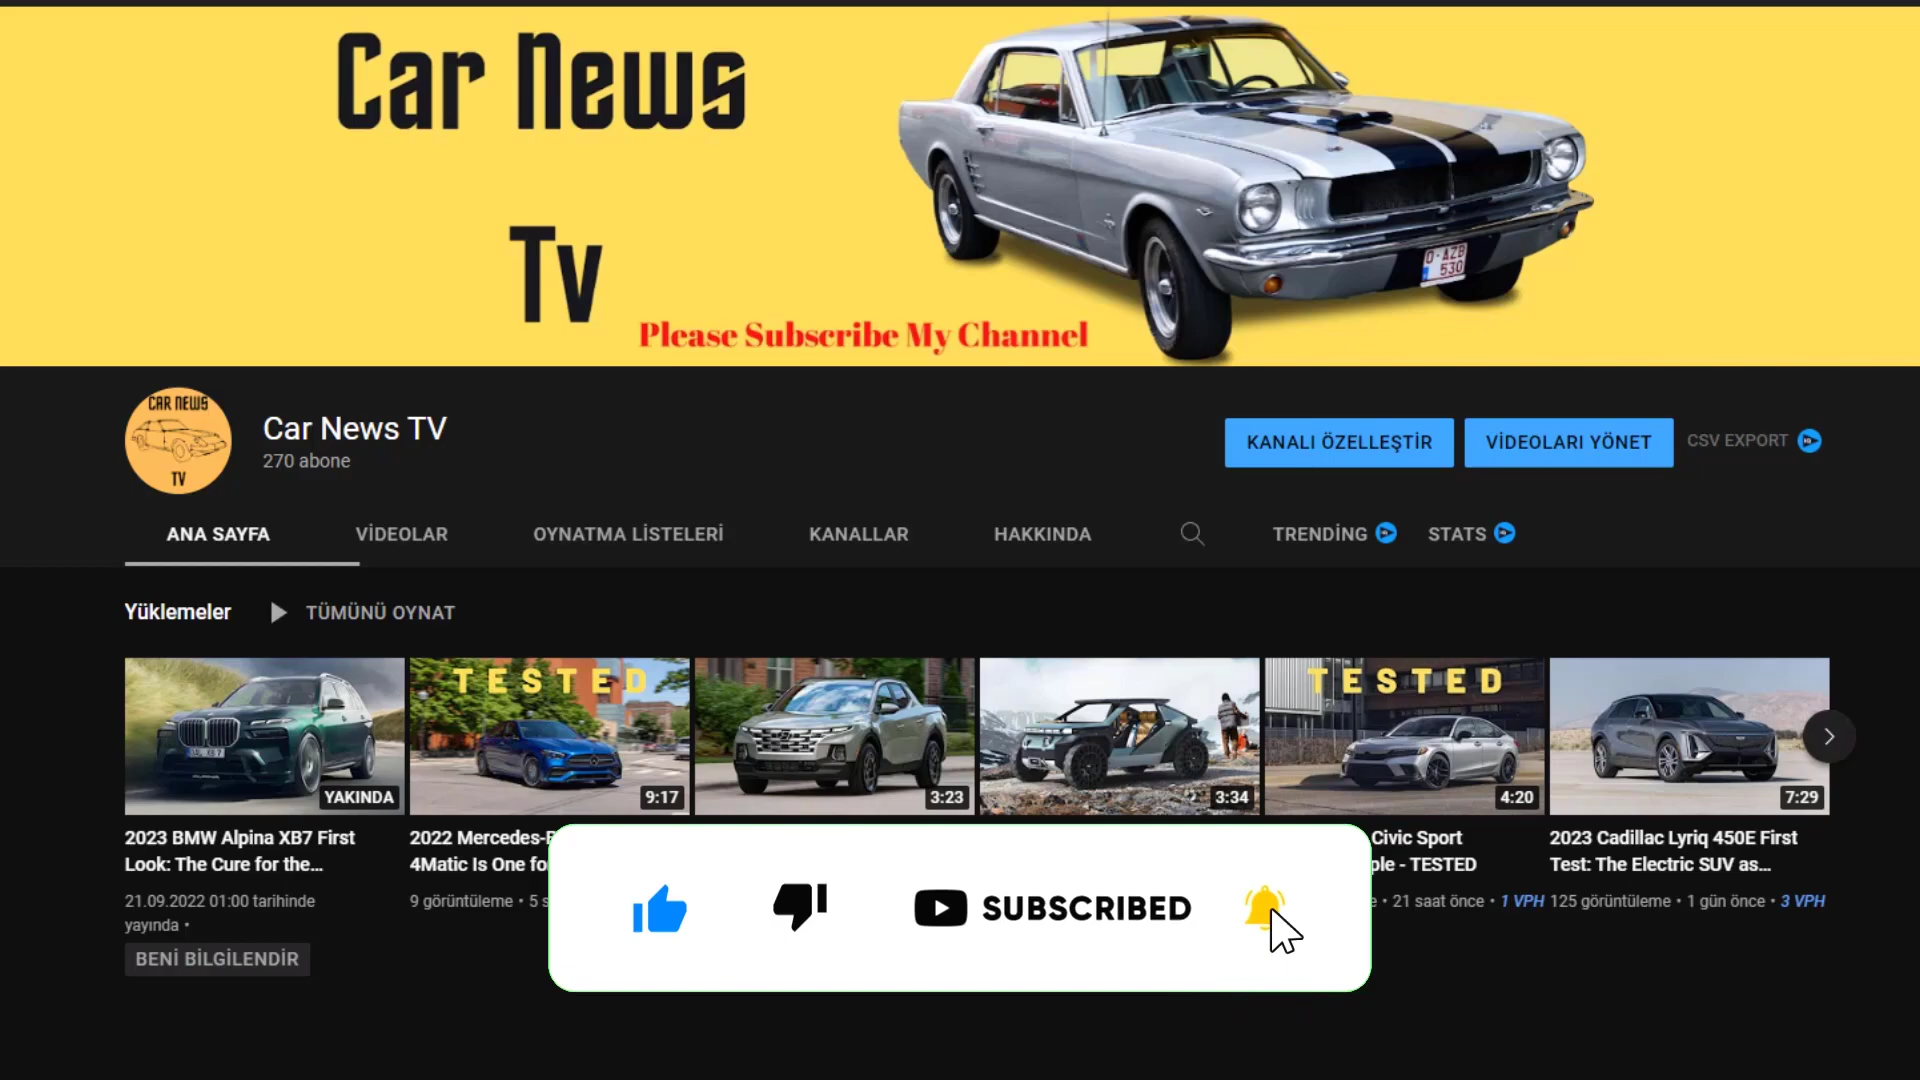 Car News
Tv
Please Subscribe My Channel
O·AZB
530
CAR NEWS
TV
Car News TV
270 abone
KANALI ÖZELLEŞTİR
VİDEOLARI YÖNET
CSV EXPORT
ANA SAYFA
VİDEOLAR
OYNATMA LİSTELERİ
KANALLAR
HAKKINDA
TRENDİNG
STATS
Yüklemeler
TÜMÜNÜ OYNAT
YAKINDA
TESTED
9:17
3:23
3:34
TESTED
4:20
7:29
2023 BMW Alpina XB7 First
Look: The Cure for the...
21.09.2022 01:00 tarihinde
yayında •
BENİ BİLGİLENDİR
2022 Mercedes-
4Matic Is One fo
9 görüntüleme • 5 s
Civic Sport
ple - TESTED
e • 21 saat önce • 1 VPH
2023 Cadillac Lyriq 450E First
Test: The Electric SUV as...
125 görüntüleme • 1 gün önce • 3 VPH
SUBSCRIBED